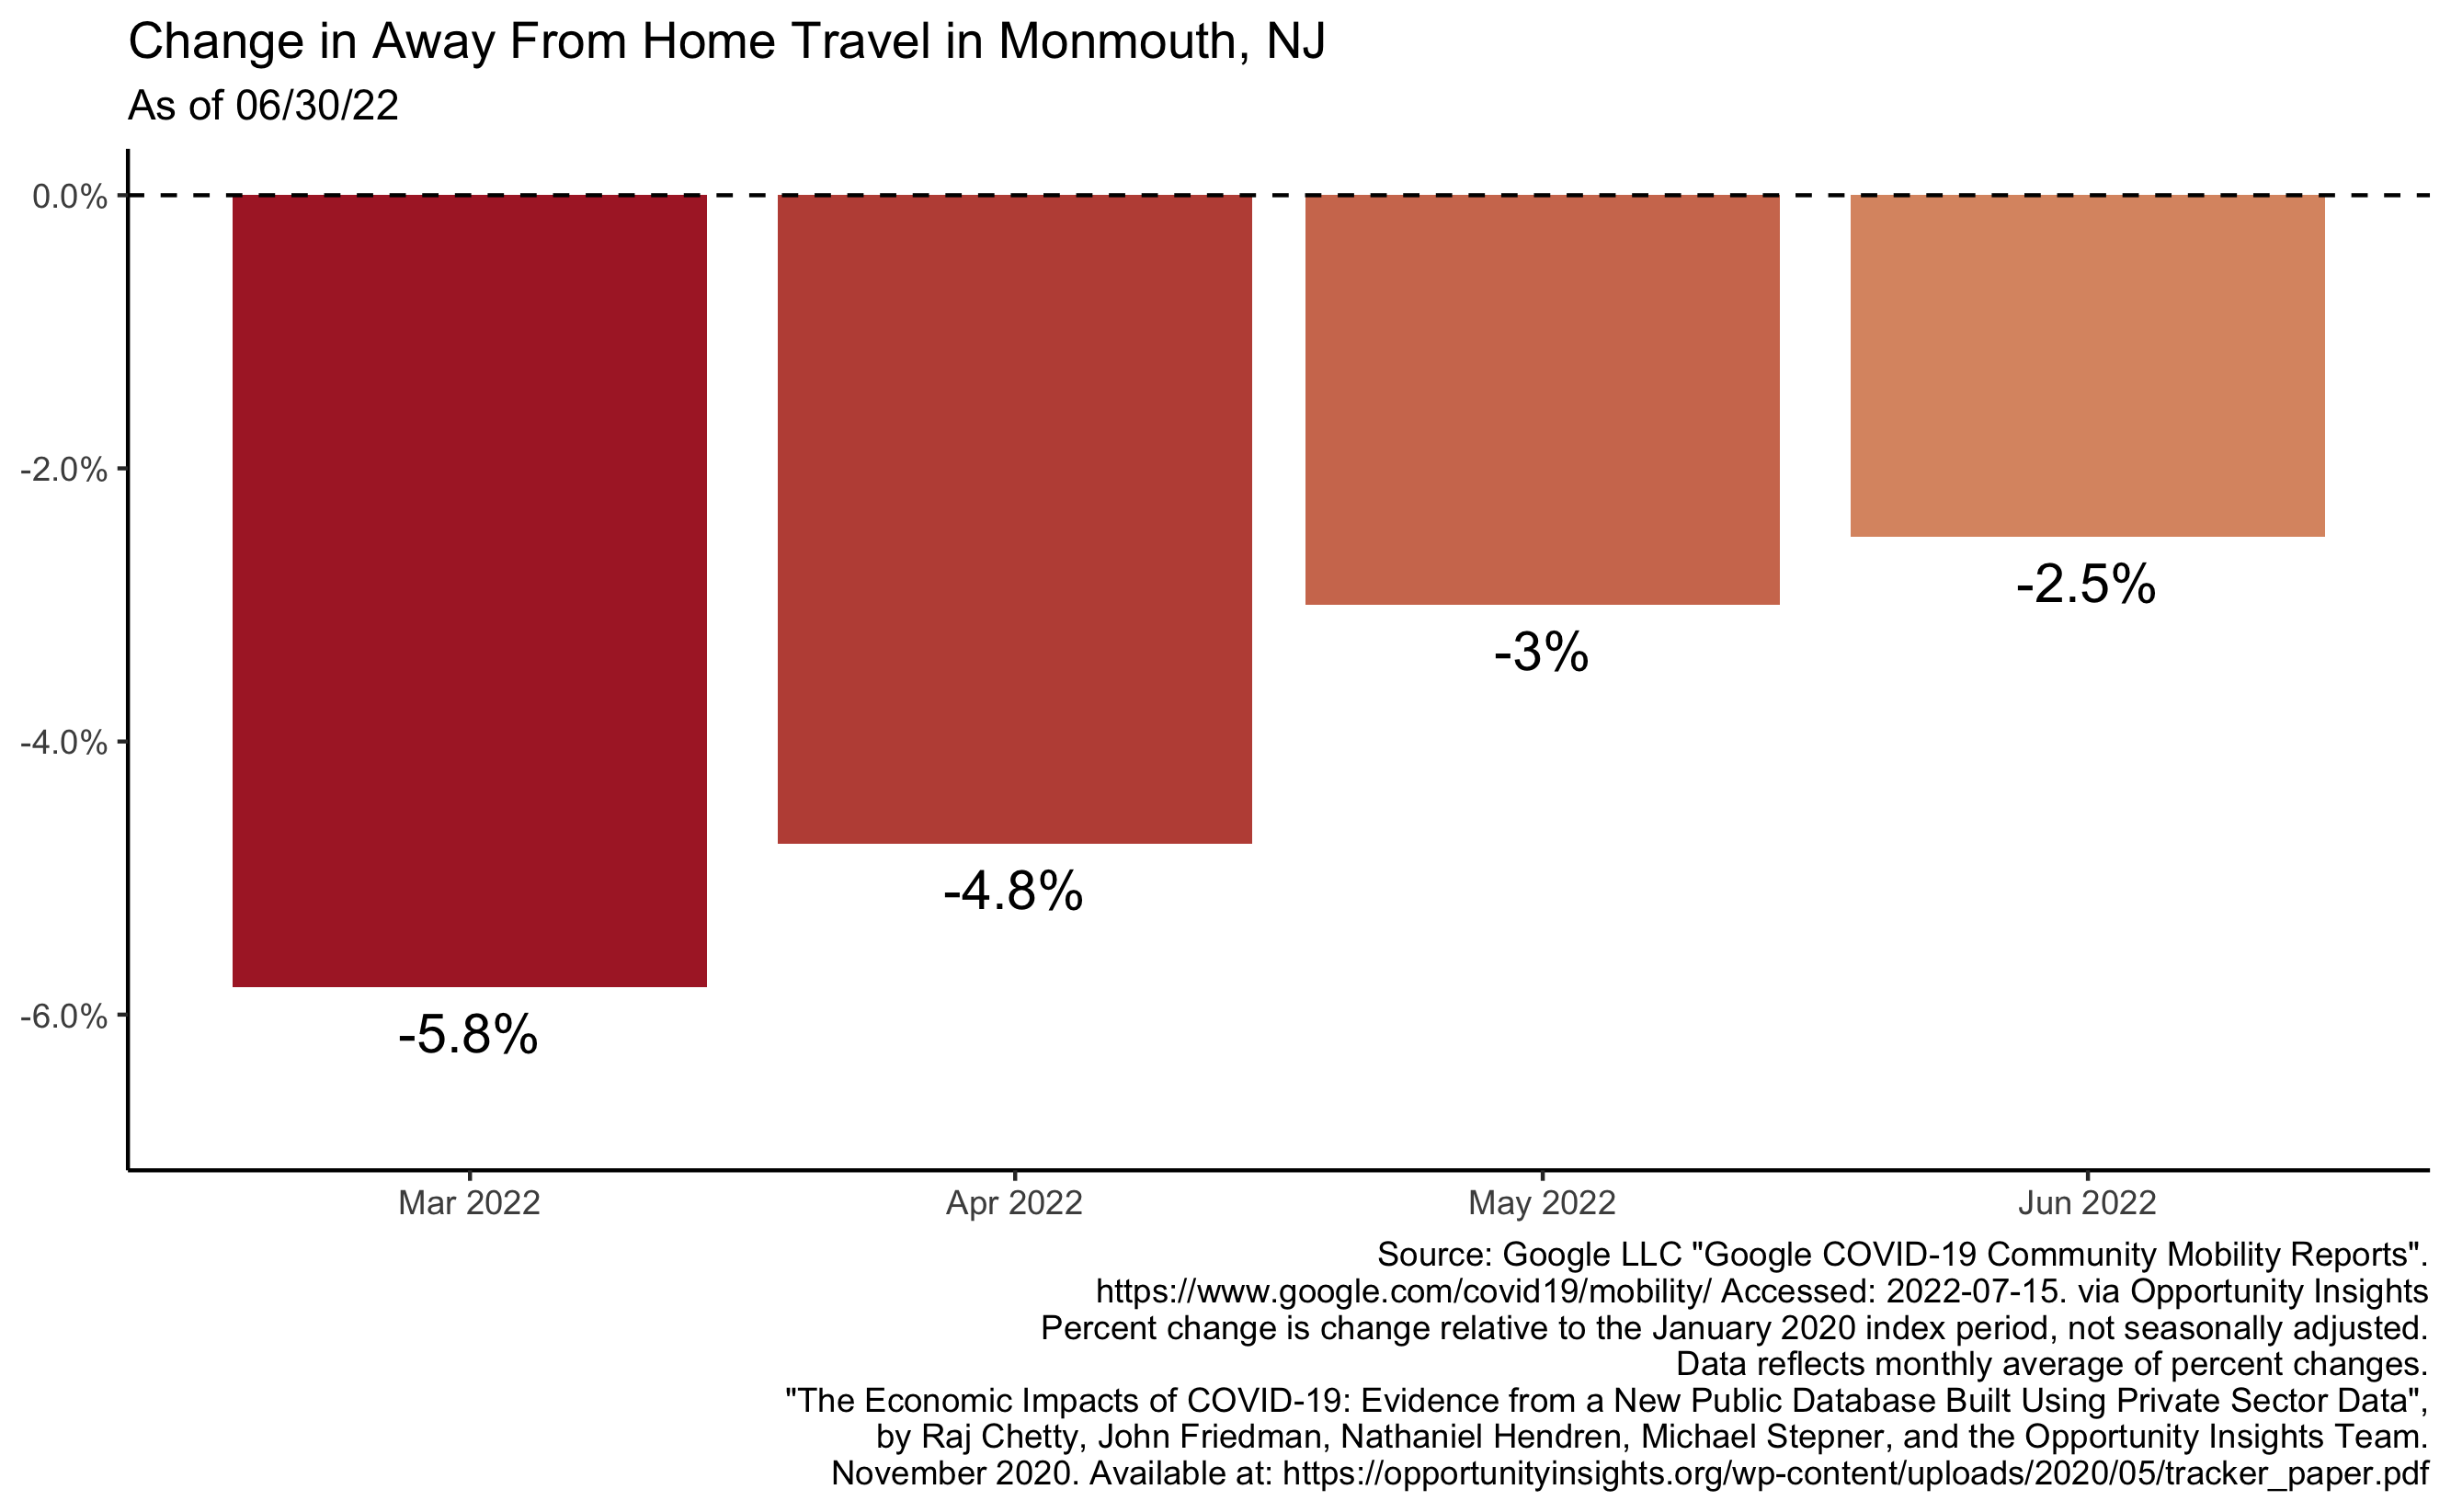 Change in Away From Home Travel in Monmouth, NJ
As of 06/30/22
0.0%
-2.0%
-4.0%
-6.0%
-5.8%
-4.8%
-3%
-2.5%
Mar 2022
Apr 2022
May 2022
Jun 2022
Source: Google LLC "Google COVID-19 Community Mobility Reports".
https://www.google.com/covid19/mobility/ Accessed: 2022-07-15. via Opportunity Insights
Percent change is change relative to the January 2020 index period, not seasonally adjusted.
Data reflects monthly average of percent changes.
"The Economic Impacts of COVID-19: Evidence from a New Public Database Built Using Private Sector Data",
by Raj Chetty, John Friedman, Nathaniel Hendren, Michael Stepner, and the Opportunity Insights Team.
November 2020. Available at: https://opportunityinsights.org/wp-content/uploads/2020/05/tracker_paper.pdf